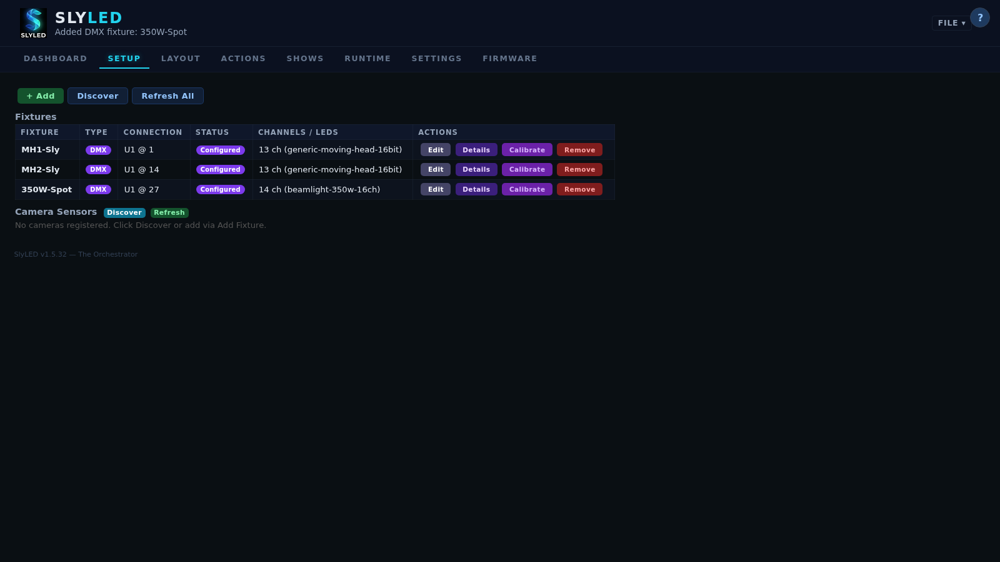 SLYLED
SLYLED
Added DMX fixture: 350W-Spot
FILE ▾
?
DASHBOARD SETUP LAYOUT ACTIONS SHOWS RUNTIME SETTINGS FIRMWARE
+ Add Discover Refresh All
Fixtures
FIXTURE TYPE CONNECTION STATUS CHANNELS / LEDS ACTIONS
MH1-Sly DMX U1 @ 1 Configured 13 ch (generic-moving-head-16bit) Edit Details Calibrate Remove
MH2-Sly DMX U1 @ 14 Configured 13 ch (generic-moving-head-16bit) Edit Details Calibrate Remove
350W-Spot DMX U1 @ 27 Configured 14 ch (beamlight-350w-16ch) Edit Details Calibrate Remove
Camera Sensors Discover Refresh
No cameras registered. Click Discover or add via Add Fixture.
SlyLED v1.5.32 — The Orchestrator